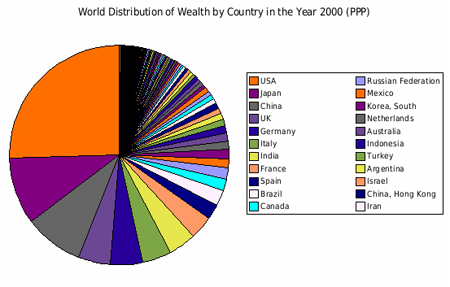 World Distribution of Wealth by Country in the Year 2000 (PPP)
USA
Japan
China
UK
Germany
Italy
India
France
Spain
Brazil
Canada
Russian Federation
Mexico
Korea, South
Netherlands
Australia
Indonesia
Turkey
Argentina
Israel
China, Hong Kong
Iran